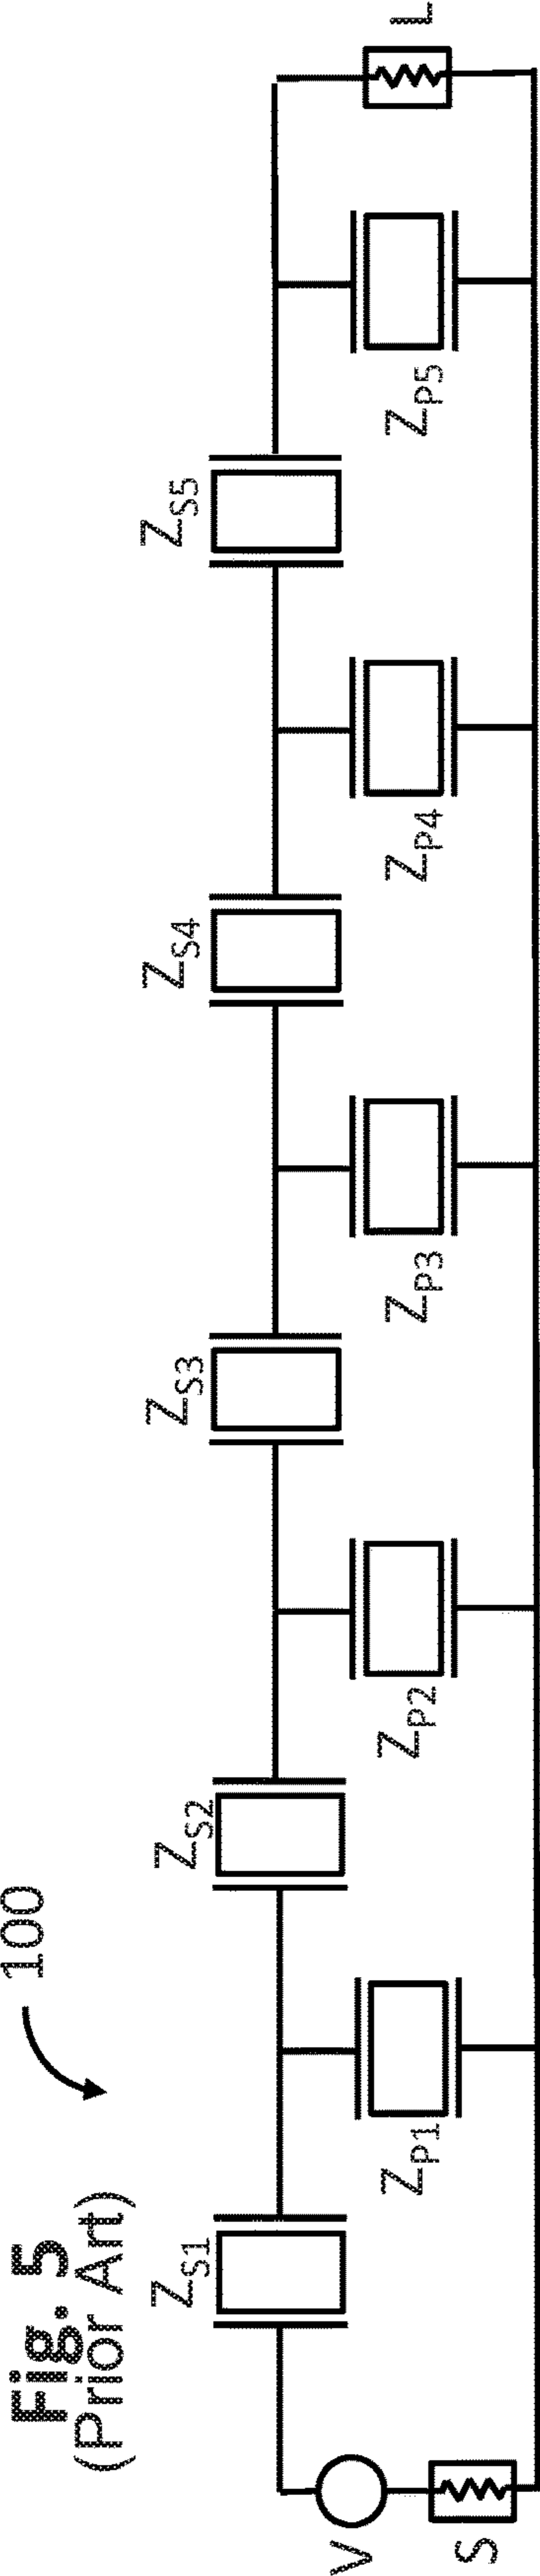 Fig. 5
(Prior Art)
100
Z_S1
Z_S2
Z_S3
Z_S4
Z_S5
Z_P1
Z_P2
Z_P3
Z_P4
Z_P5
V
S
L